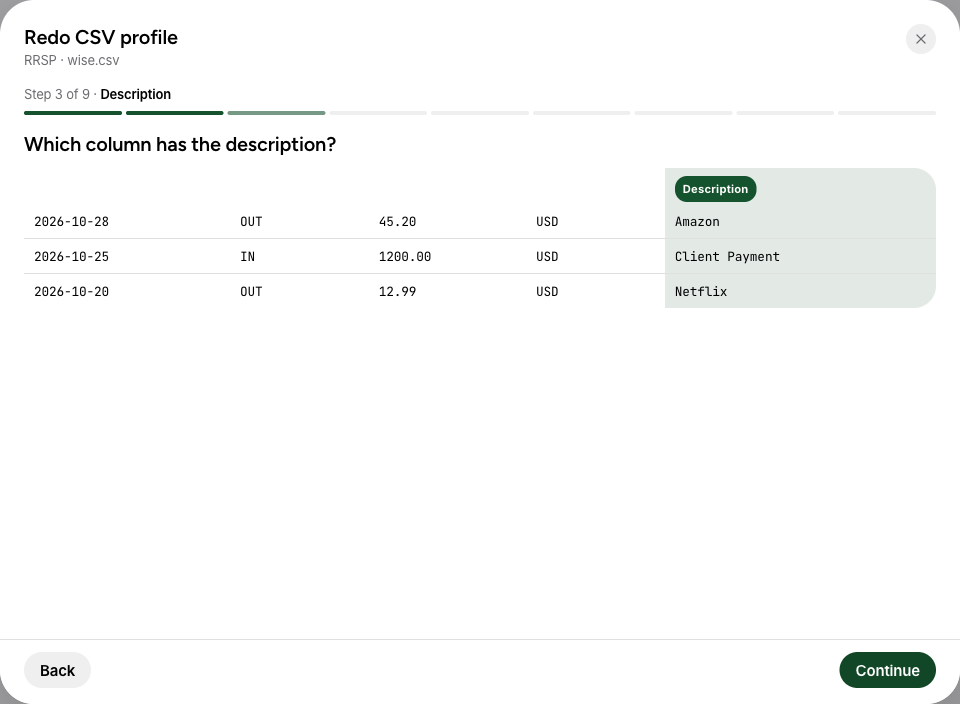 Redo CSV profile
RRSP · wise.csv
Step 3 of 9 · Description
Which column has the description?
Description
2026-10-28 OUT 45.20 USD Amazon
2026-10-25 IN 1200.00 USD Client Payment
2026-10-20 OUT 12.99 USD Netflix
Back Continue